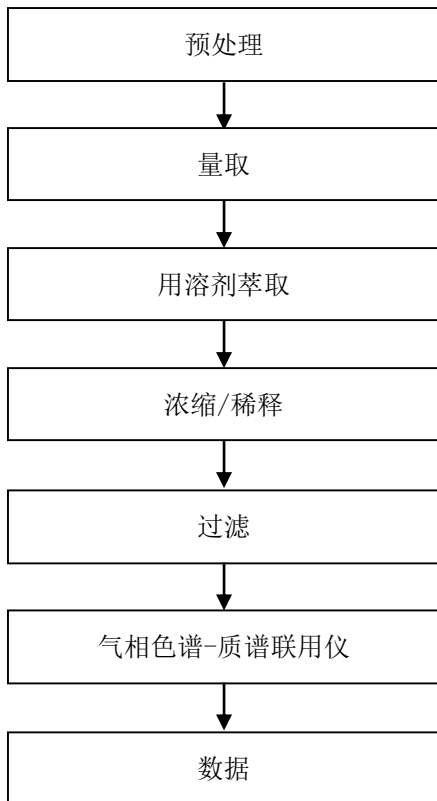 预处理
量取
用溶剂萃取
浓缩/稀释
过滤
气相色谱-质谱联用仪
数据